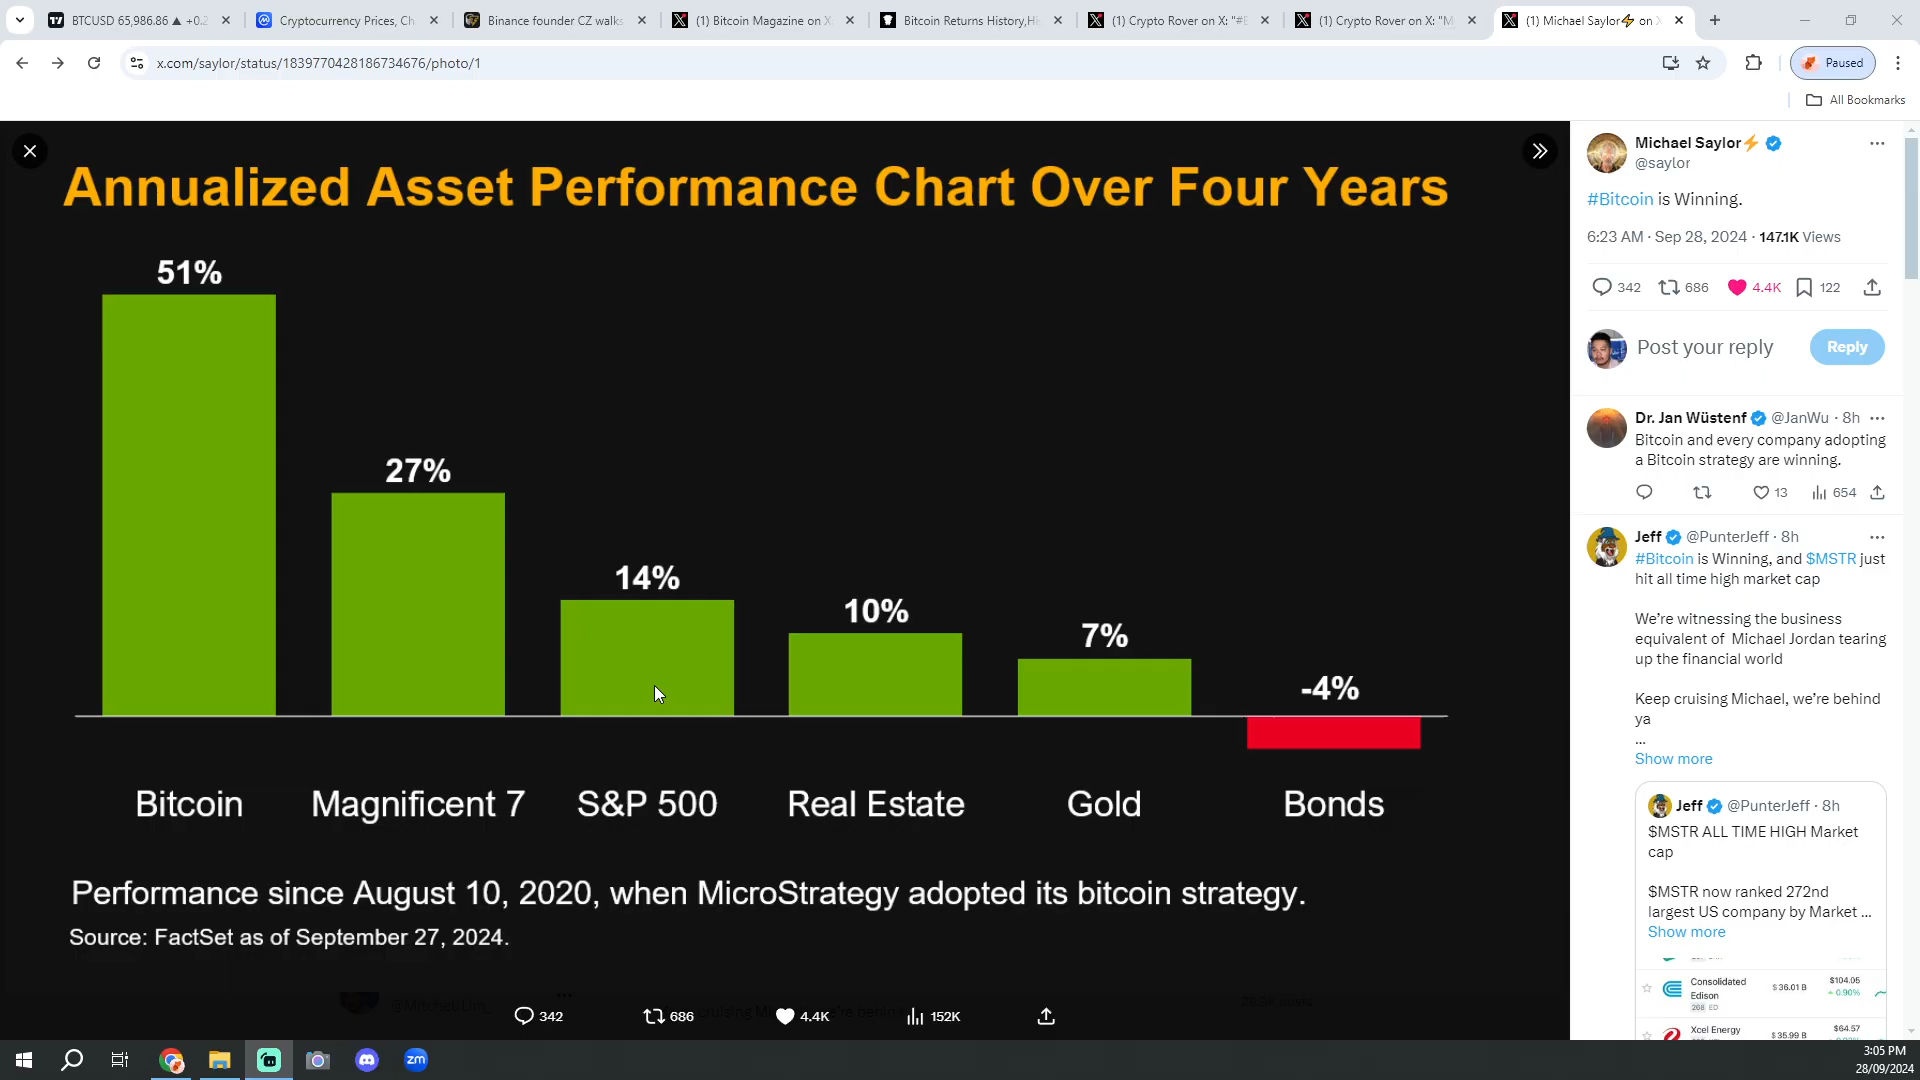 BTCUSD 65,986.86 ▲ +0.2
Cryptocurrency Prices, Ch
Binance founder CZ walks
(1) Bitcoin Magazine on X
Bitcoin Returns History, Hi
(1) Crypto Rover on X: "#B
(1) Crypto Rover on X: "M
(1) Michael Saylor⚡ on X
x.com/saylor/status/1839770428186734676/photo/1
Paused
All Bookmarks
Annualized Asset Performance Chart Over Four Years
51%
27%
14%
10%
7%
-4%
Bitcoin
Magnificent 7
S&P 500
Real Estate
Gold
Bonds
Performance since August 10, 2020, when MicroStrategy adopted its bitcoin strategy.
Source: FactSet as of September 27, 2024.
342
686
4.4K
152K
Michael Saylor⚡
@saylor
#Bitcoin is Winning.
6:23 AM · Sep 28, 2024 · 147.1K Views
342
686
4.4K
122
Post your reply
Reply
Dr. Jan Wüstenf @JanWu · 8h
Bitcoin and every company adopting
a Bitcoin strategy are winning.
13
654
Jeff @PunterJeff · 8h
#Bitcoin is Winning, and $MSTR just
hit all time high market cap
We're witnessing the business
equivalent of Michael Jordan tearing
up the financial world
Keep cruising Michael, we're behind
ya
...
Show more
Jeff @PunterJeff · 8h
$MSTR ALL TIME HIGH Market
cap
$MSTR now ranked 272nd
largest US company by Market ...
Show more
Consolidated
Edison
268 ED
$ 36.01 B
$104.05
0.90%
Xcel Energy
$ 35.99 B
$64.57
zm
3:05 PM
28/09/2024